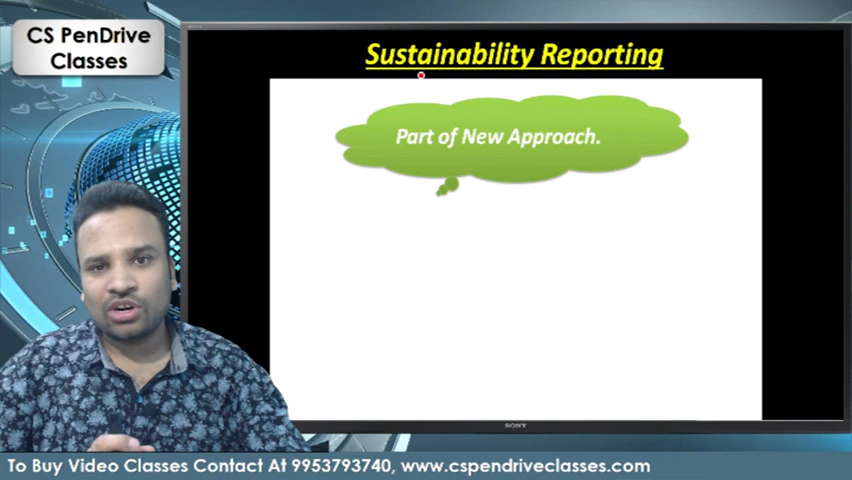 CS PenDrive
Classes
Sustainability Reporting
Part of New Approach.
SONY
To Buy Video Classes Contact At 9953793740, www.cspendriveclasses.com